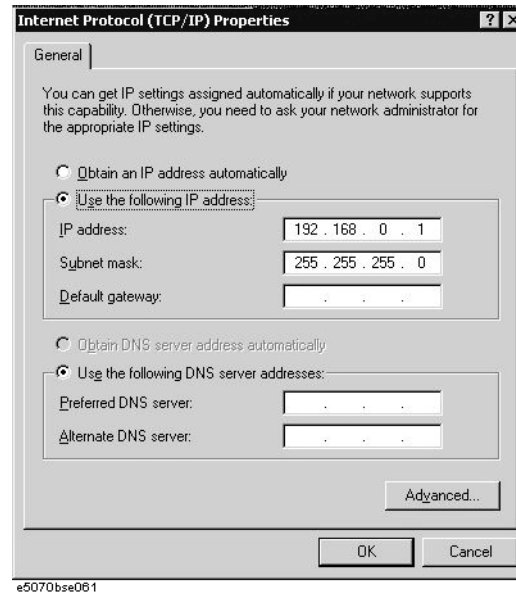 Internet Protocol (TCP/IP) Properties
General
You can get IP settings assigned automatically if your network supports
this capability. Otherwise, you need to ask your network administrator for
the appropriate IP settings.
Obtain an IP address automatically
Use the following IP address:
IP address: 192 . 168 . 0 . 1
Subnet mask: 255 . 255 . 255 . 0
Default gateway: . . .
Obtain DNS server address automatically
Use the following DNS server addresses:
Preferred DNS server: . . .
Alternate DNS server: . . .
Advanced...
OK Cancel
e5070bse061